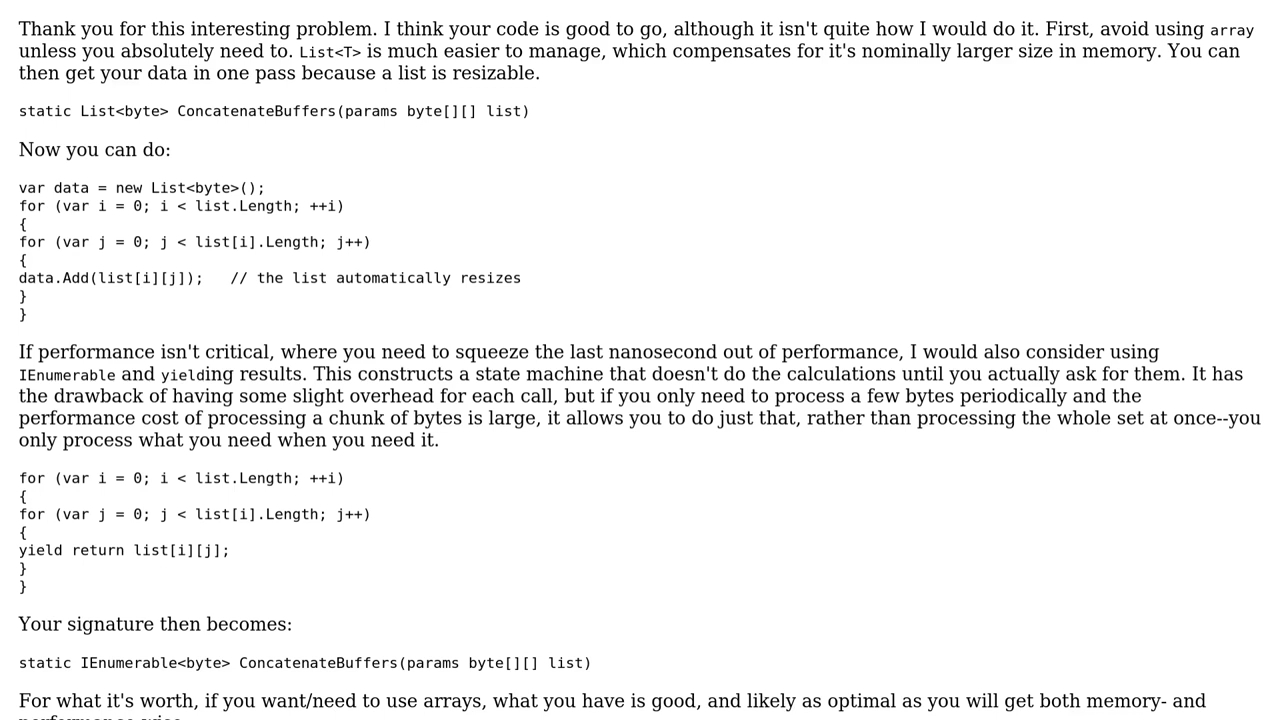 Thank you for this interesting problem. I think your code is good to go, although it isn't quite how I would do it. First, avoid using array
unless you absolutely need to. List<T> is much easier to manage, which compensates for it's nominally larger size in memory. You can
then get your data in one pass because a list is resizable.
static List<byte> ConcatenateBuffers(params byte[][] list)
Now you can do:
var data = new List<byte>();
for (var i = 0; i < list.Length; ++i)
{
for (var j = 0; j < list[i].Length; j++)
{
data.Add(list[i][j]);   // the list automatically resizes
}
}
If performance isn't critical, where you need to squeeze the last nanosecond out of performance, I would also consider using
IEnumerable and yielding results. This constructs a state machine that doesn't do the calculations until you actually ask for them. It has
the drawback of having some slight overhead for each call, but if you only need to process a few bytes periodically and the
performance cost of processing a chunk of bytes is large, it allows you to do just that, rather than processing the whole set at once--you
only process what you need when you need it.
for (var i = 0; i < list.Length; ++i)
{
for (var j = 0; j < list[i].Length; j++)
{
yield return list[i][j];
}
}
Your signature then becomes:
static IEnumerable<byte> ConcatenateBuffers(params byte[][] list)
For what it's worth, if you want/need to use arrays, what you have is good, and likely as optimal as you will get both memory- and